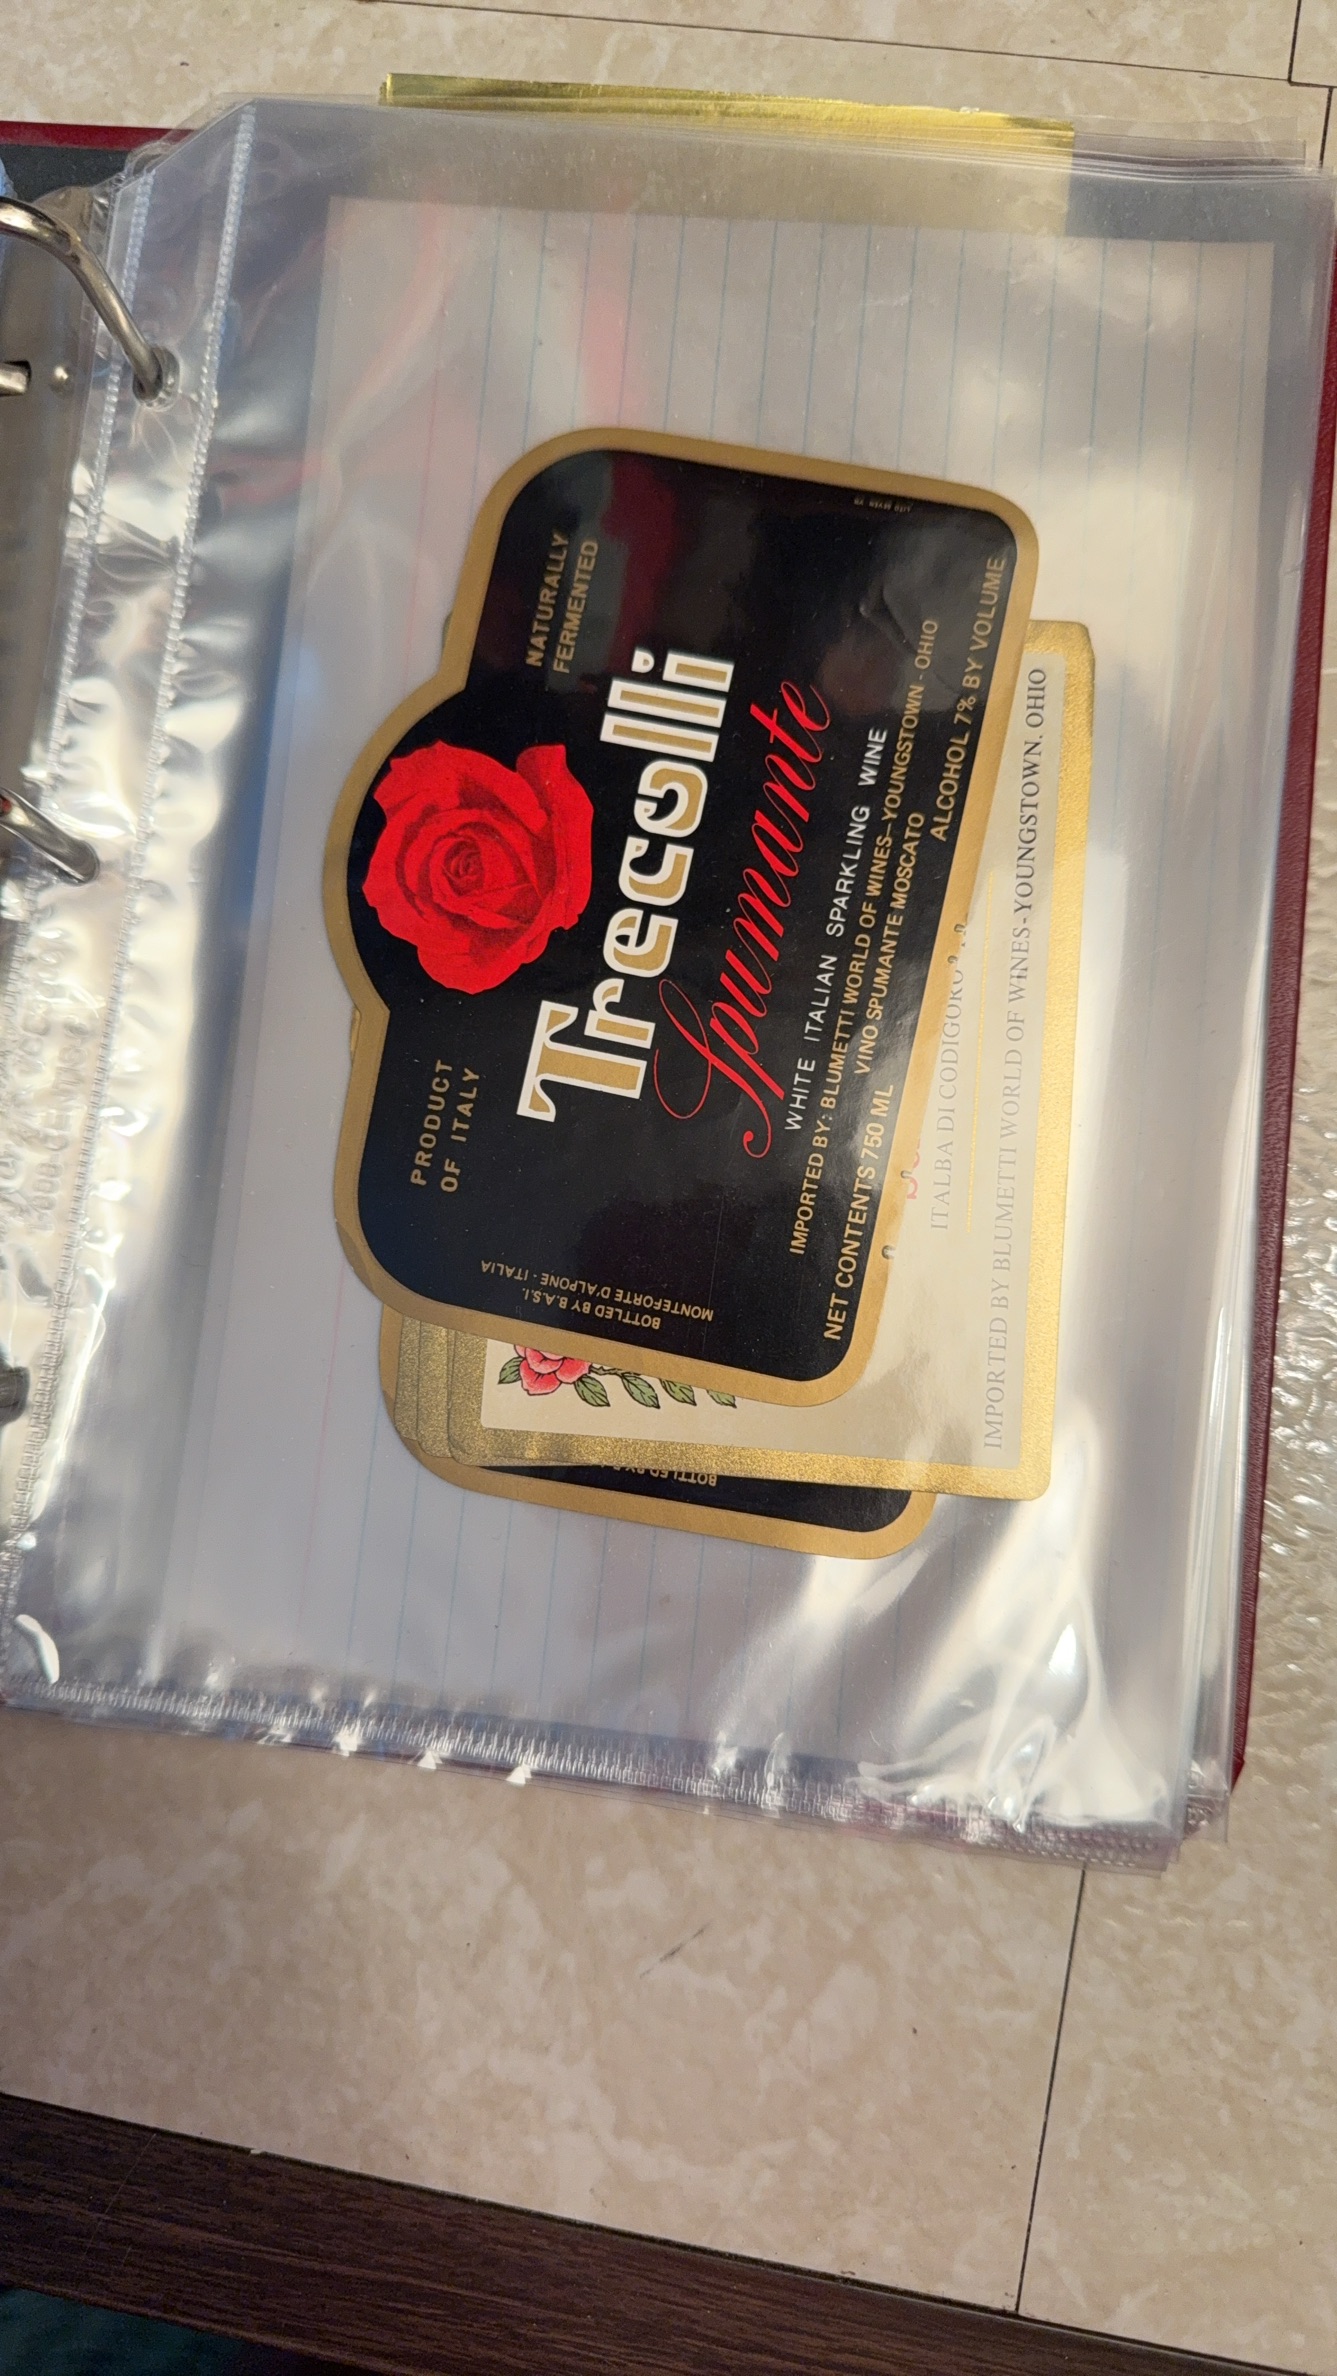 NATURALLY
FERMENTED
PRODUCT
OF ITALY
Trecolli
Spumante
WHITE ITALIAN SPARKLING WINE
IMPORTED BY: BLUMETTI WORLD OF WINES-YOUNGSTOWN - OHIO
VINO SPUMANTE MOSCATO
NET CONTENTS 750 ML
ALCOHOL 7% BY VOLUME
BOTTLED BY B.A.S.I.
MONTEFORTE D'ALPONE - ITALIA
ITALBA DI CODIGORO
IMPORTED BY BLUMETTI WORLD OF WINES-YOUNGSTOWN. OHIO
BOTTLED BY